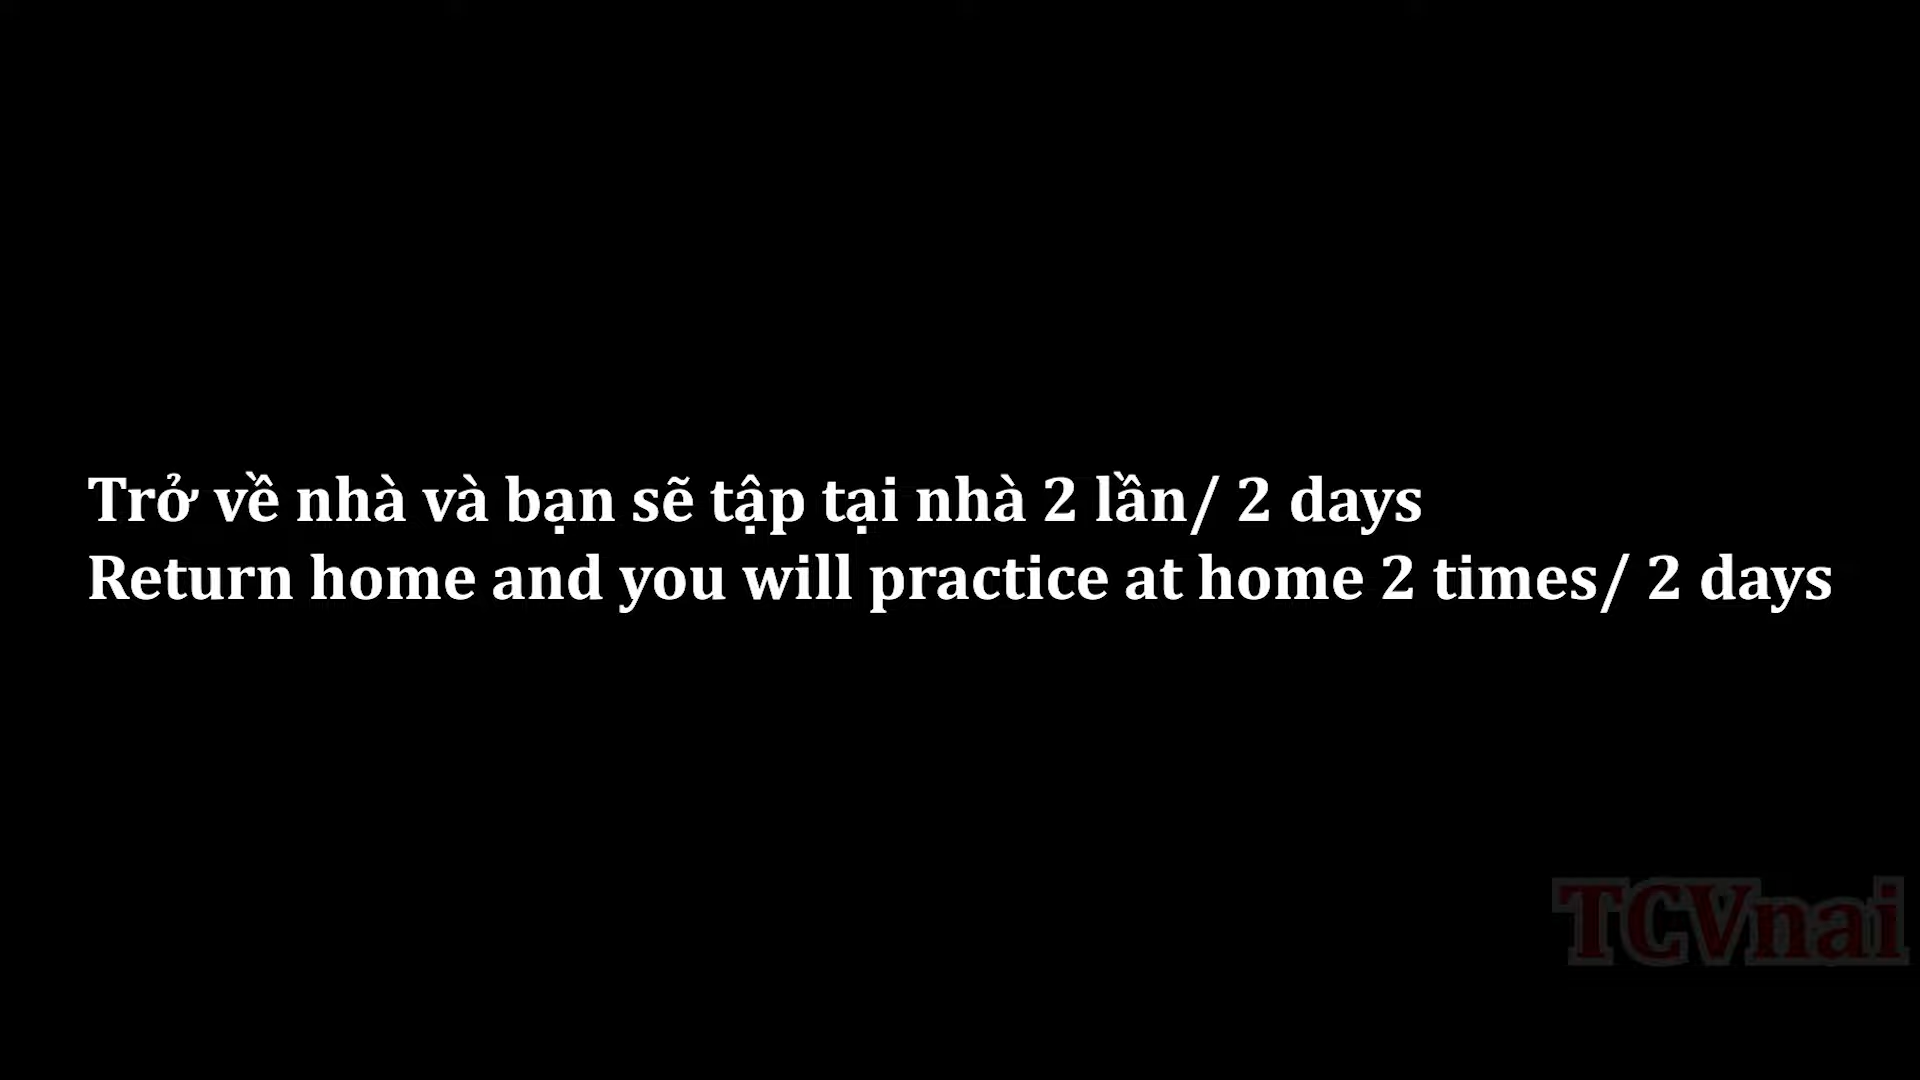 Trở về nhà và bạn sẽ tập tại nhà 2 lần/ 2 days
Return home and you will practice at home 2 times/ 2 days
TCVnai